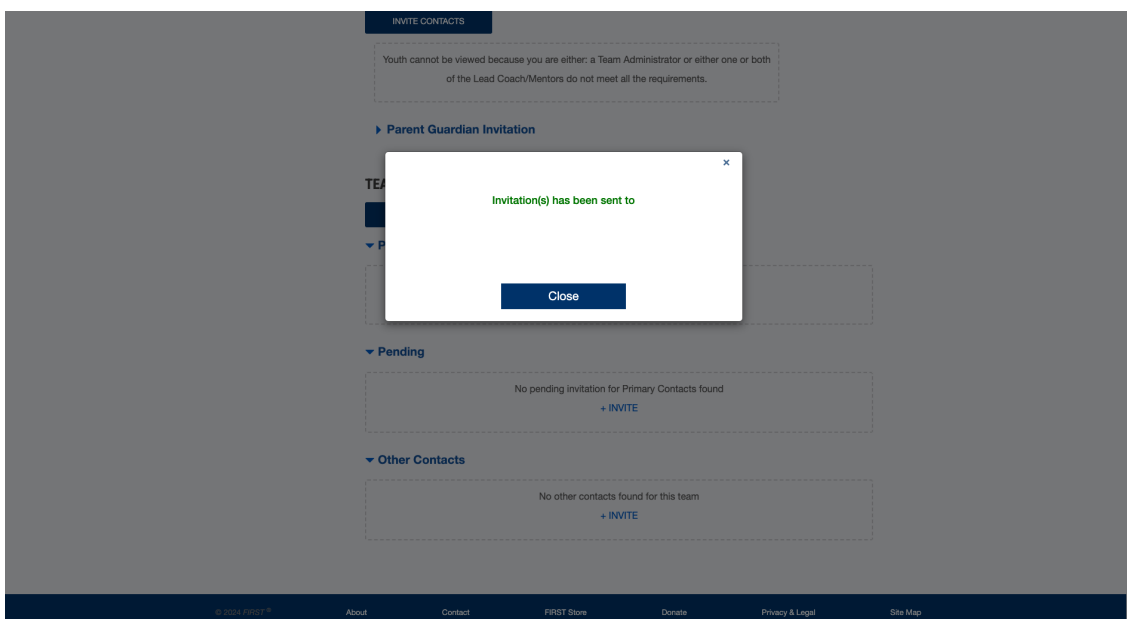 INVITE CONTACTS
Youth cannot be viewed because you are either: a Team Administrator or either one or both
of the Lead Coach/Mentors do not meet all the requirements.
Parent Guardian Invitation
×
TEA
Invitation(s) has been sent to
P
Close
Pending
No pending invitation for Primary Contacts found
+ INVITE
Other Contacts
No other contacts found for this team
+ INVITE
© 2024 FIRST ® About Contact FIRST Store Donate Privacy & Legal Site Map